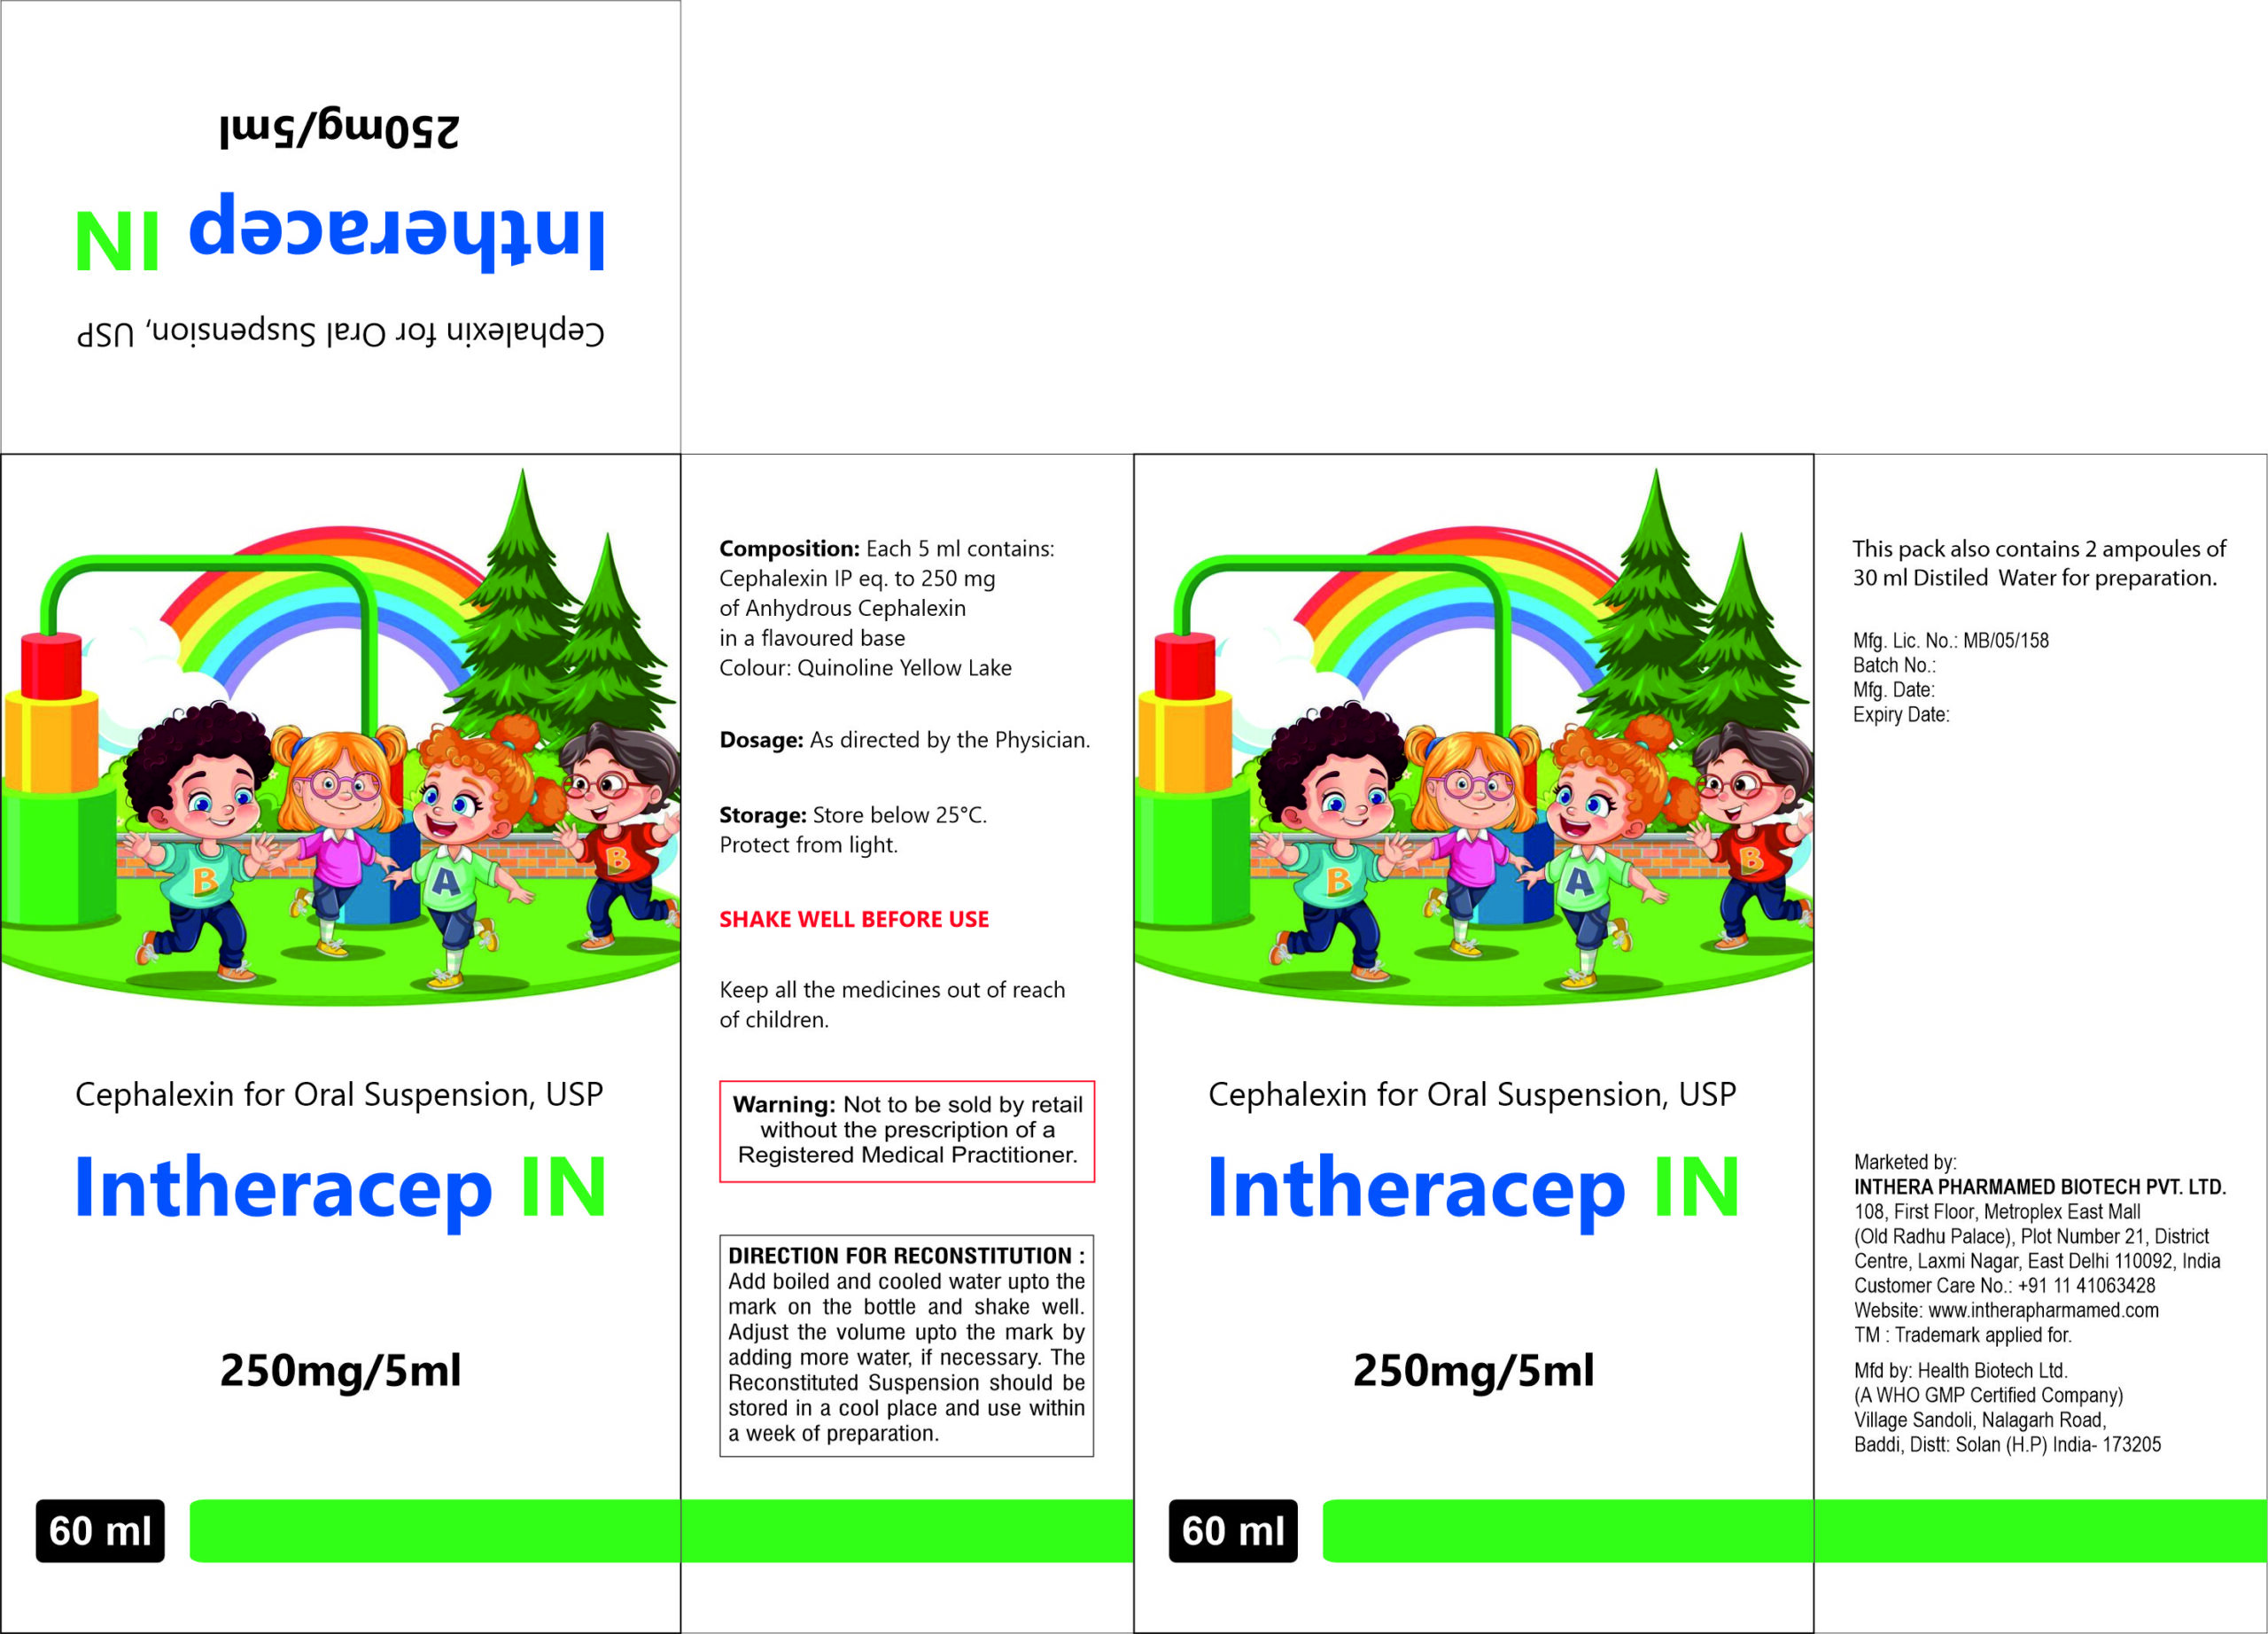 250mg/5ml
Intheracep IN
Cephalexin for Oral Suspension, USP
B
A
B
Cephalexin for Oral Suspension, USP
Intheracep IN
250mg/5ml
60 ml
Composition: Each 5 ml contains:
Cephalexin IP eq. to 250 mg
of Anhydrous Cephalexin
in a flavoured base
Colour: Quinoline Yellow Lake
Dosage: As directed by the Physician.
Storage: Store below 25°C.
Protect from light.
SHAKE WELL BEFORE USE
Keep all the medicines out of reach
of children.
Warning: Not to be sold by retail
without the prescription of a
Registered Medical Practitioner.
DIRECTION FOR RECONSTITUTION :
Add boiled and cooled water upto the
mark on the bottle and shake well.
Adjust the volume upto the mark by
adding more water, if necessary. The
Reconstituted Suspension should be
stored in a cool place and use within
a week of preparation.
B
A
B
Cephalexin for Oral Suspension, USP
Intheracep IN
250mg/5ml
60 ml
This pack also contains 2 ampoules of
30 ml Distiled Water for preparation.
Mfg. Lic. No.: MB/05/158
Batch No.:
Mfg. Date:
Expiry Date:
Marketed by:
INTHERA PHARMAMED BIOTECH PVT. LTD.
108, First Floor, Metroplex East Mall
(Old Radhu Palace), Plot Number 21, District
Centre, Laxmi Nagar, East Delhi 110092, India
Customer Care No.: +91 11 41063428
Website: www.intherapharmamed.com
TM : Trademark applied for.
Mfd by: Health Biotech Ltd.
(A WHO GMP Certified Company)
Village Sandoli, Nalagarh Road,
Baddi, Distt: Solan (H.P) India- 173205